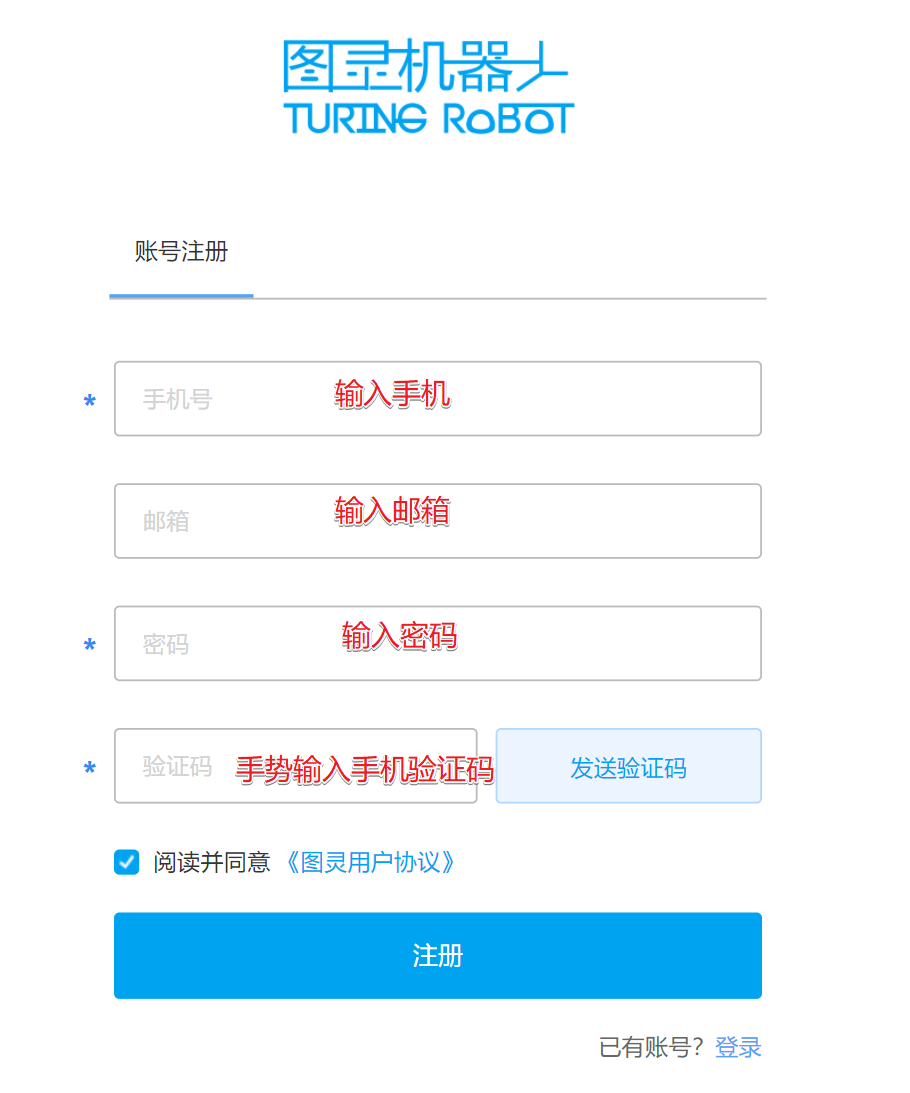 图灵机器人
TURING ROBOT
账号注册
* 手机号 输入手机
邮箱 输入邮箱
* 密码 输入密码
* 验证码 手势输入手机验证码 发送验证码
阅读并同意《图灵用户协议》
注册
已有账号？登录